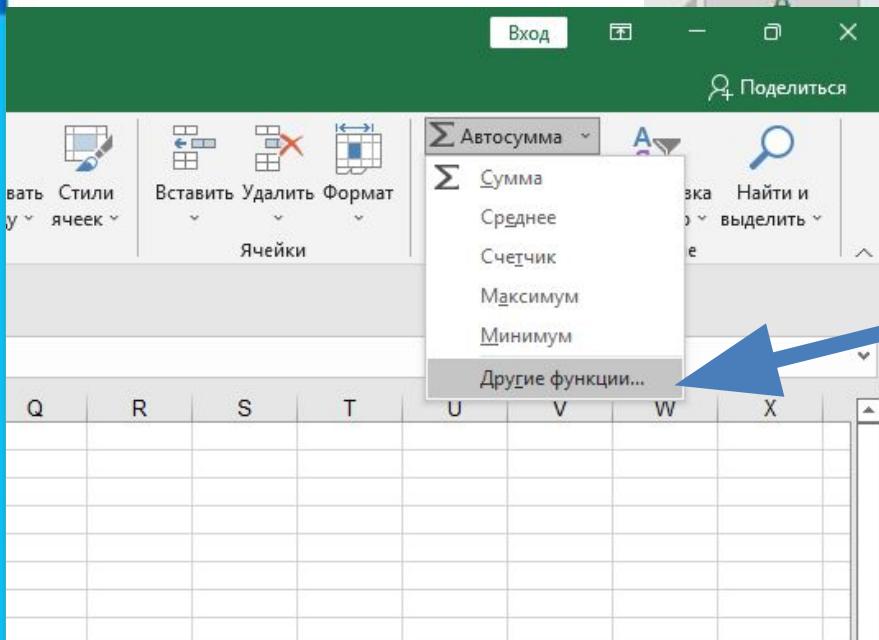 Вход
Поделиться
Автосумма
вать Стили
у ячеек
Вставить Удалить Формат
Ячейки
Сумма
Среднее
Счетчик
Максимум
Минимум
Другие функции...
вка
е
Найти и
выделить
Q R S T U V W X